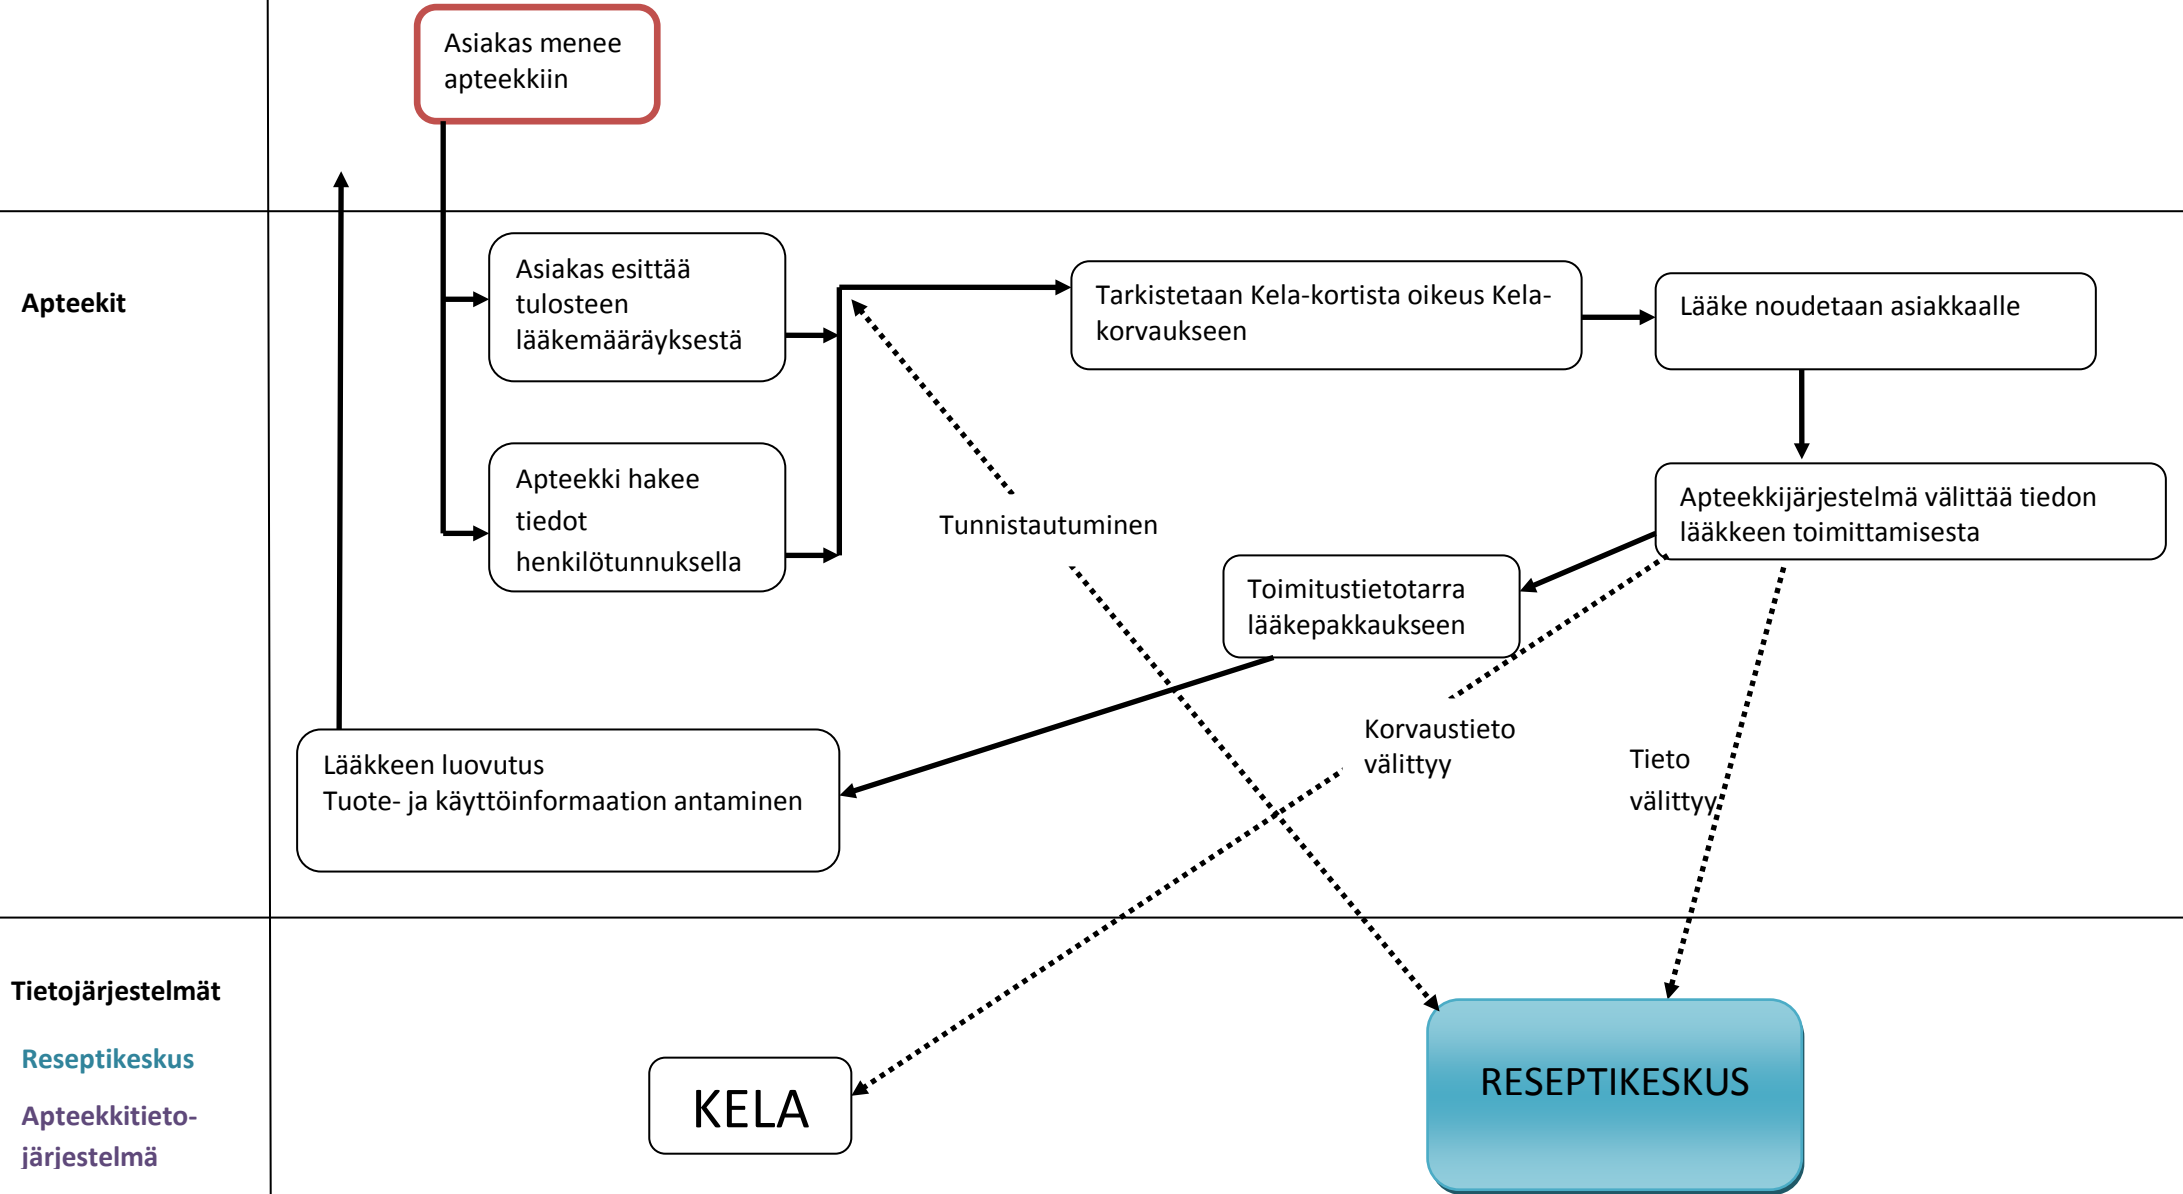 Asiakas menee
apteekkiin
Apteekit
Asiakas esittää
tulosteen
lääkemääräyksestä
Tarkistetaan Kela-kortista oikeus Kela-
korvaukseen
Lääke noudetaan asiakkaalle
Apteekki hakee
tiedot
henkilötunnuksella
Tunnistautuminen
Apteekkijärjestelmä välittää tiedon
lääkkeen toimittamisesta
Toimitustietotarra
lääkepakkaukseen
Korvaustieto
välittyy
Tieto
välittyy
Lääkkeen luovutus
Tuote- ja käyttöinformaation antaminen
Tietojärjestelmät
Reseptikeskus
Apteekkitieto-
järjestelmä
KELA
RESEPTIKESKUS